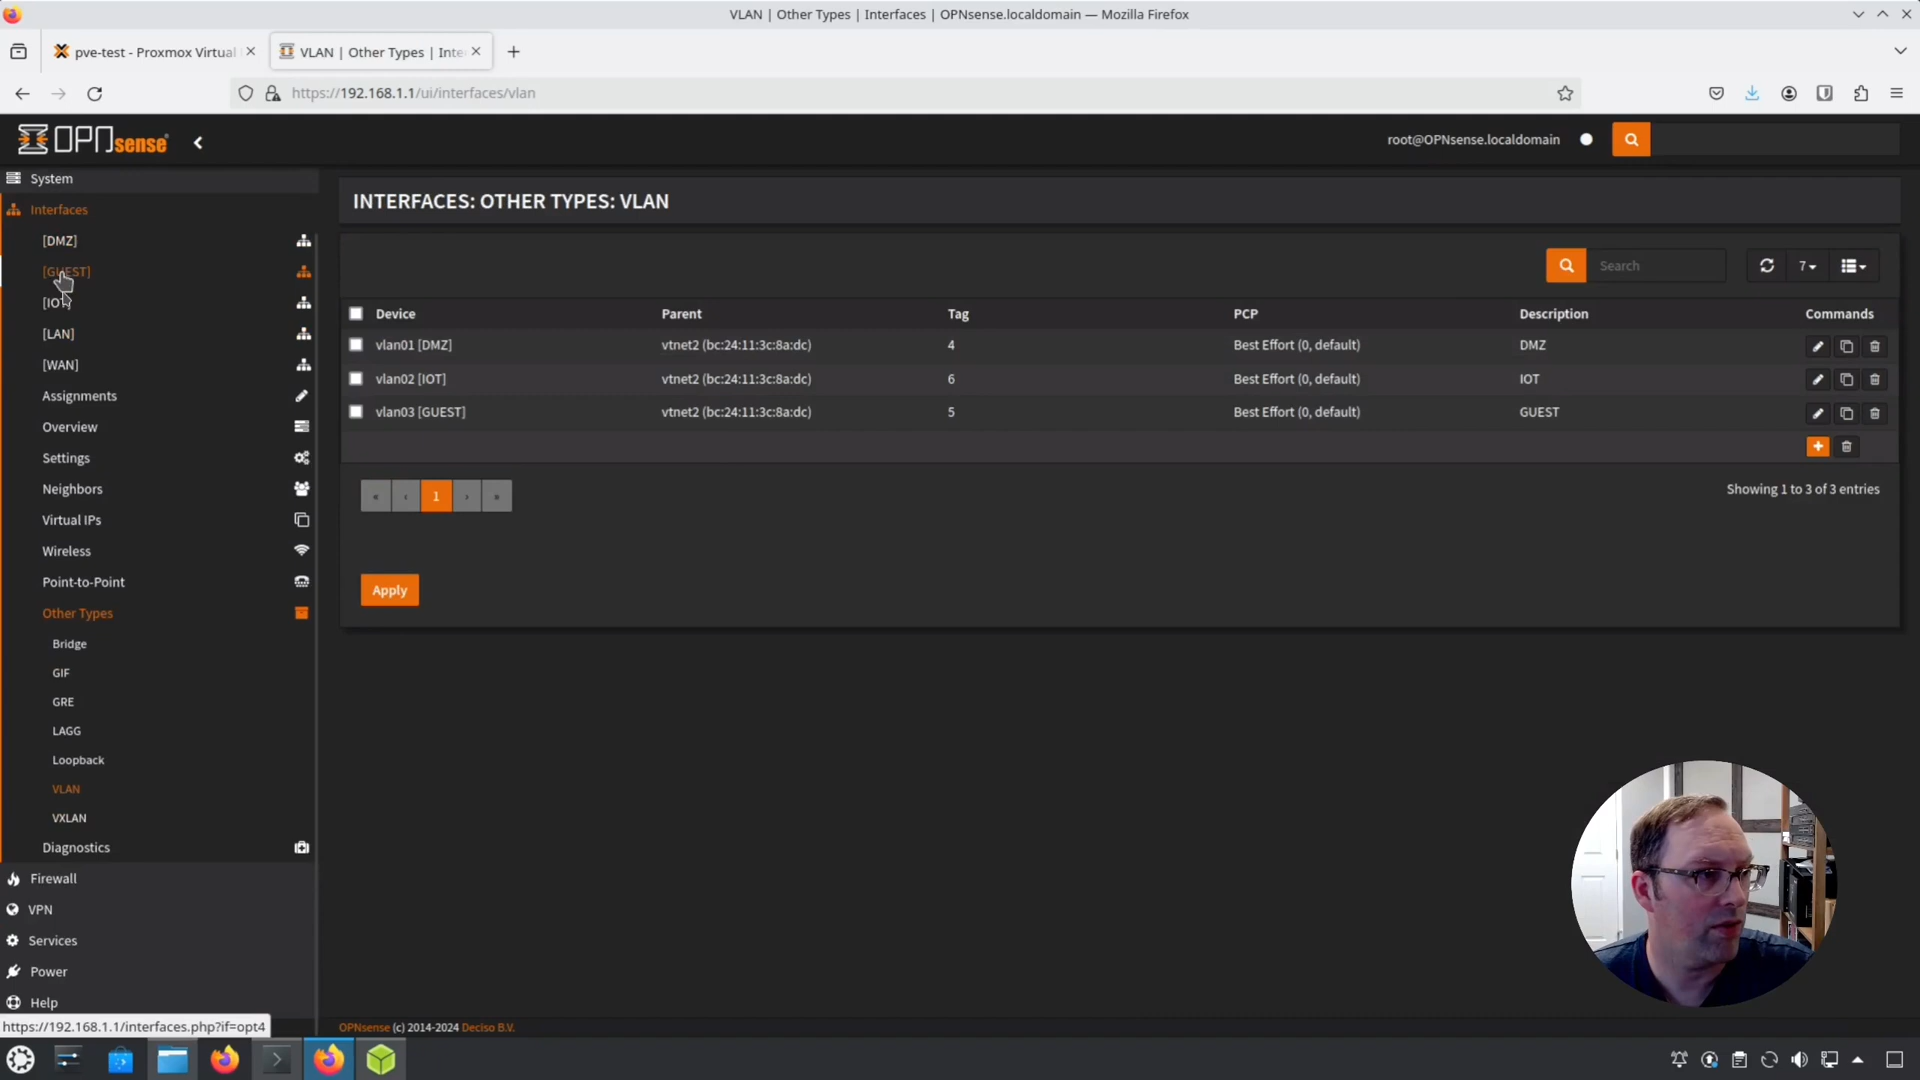 VLAN | Other Types | Interfaces | OPNsense.localdomain — Mozilla Firefox
pve-test - Proxmox Virtual
VLAN | Other Types | Inte
https://192.168.1.1/ui/interfaces/vlan
OPNsense
root@OPNsense.localdomain
System
Interfaces
[DMZ]
[GUEST]
[IOT]
[LAN]
[WAN]
Assignments
Overview
Settings
Neighbors
Virtual IPs
Wireless
Point-to-Point
Other Types
Bridge
GIF
GRE
LAGG
Loopback
VLAN
VXLAN
Diagnostics
Firewall
VPN
Services
Power
Help
https://192.168.1.1/interfaces.php?if=opt4
INTERFACES: OTHER TYPES: VLAN
Search
7
Device Parent Tag PCP Description Commands
vlan01 [DMZ] vtnet2 (bc:24:11:3c:8a:dc) 4 Best Effort (0, default) DMZ
vlan02 [IOT] vtnet2 (bc:24:11:3c:8a:dc) 6 Best Effort (0, default) IOT
vlan03 [GUEST] vtnet2 (bc:24:11:3c:8a:dc) 5 Best Effort (0, default) GUEST
« ‹ 1 › »
Showing 1 to 3 of 3 entries
Apply
OPNsense (c) 2014-2024 Deciso B.V.